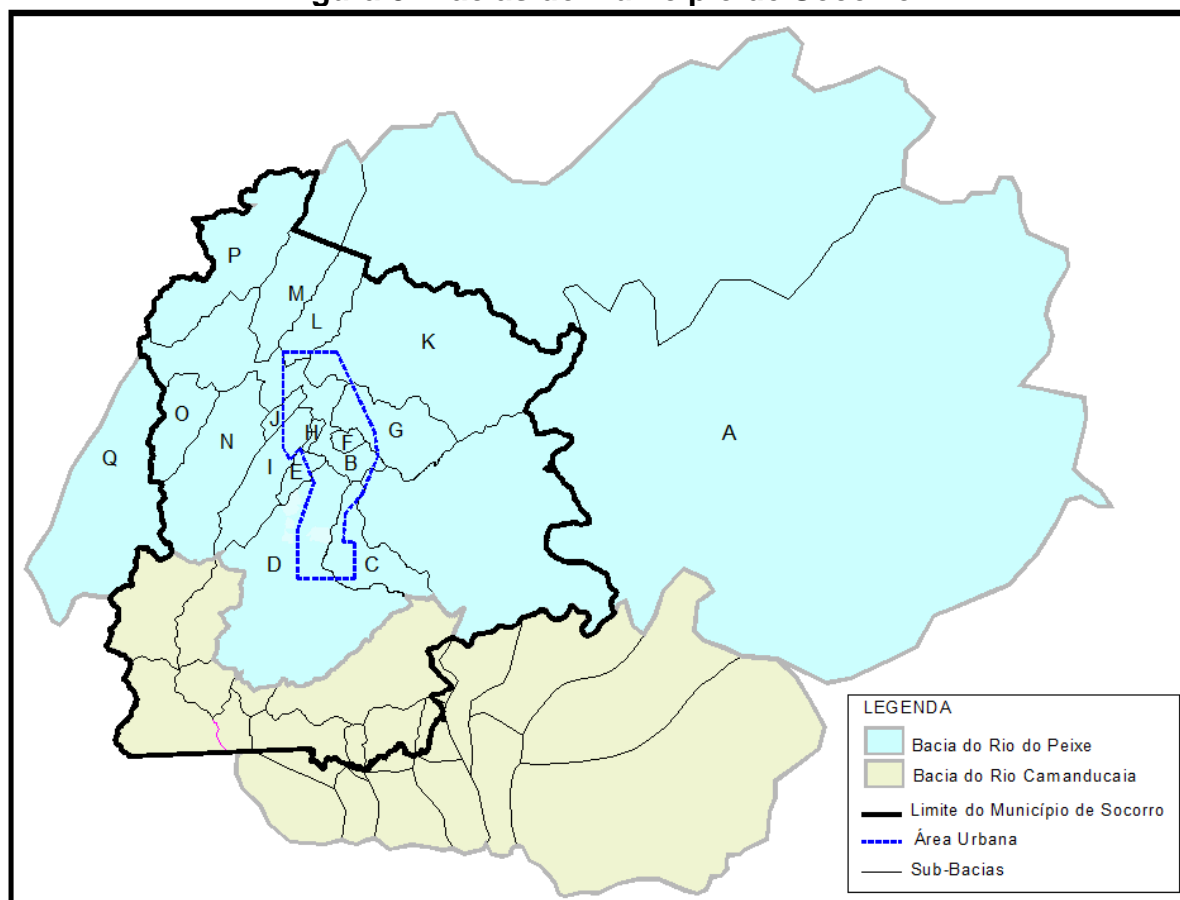 P
M
L
K
O
J
H
G
A
N
F
Q
I
E
B
D
C
LEGENDA
Bacia do Rio do Peixe
Bacia do Rio Camanducaia
Limite do Município de Socorro
Área Urbana
Sub-Bacias